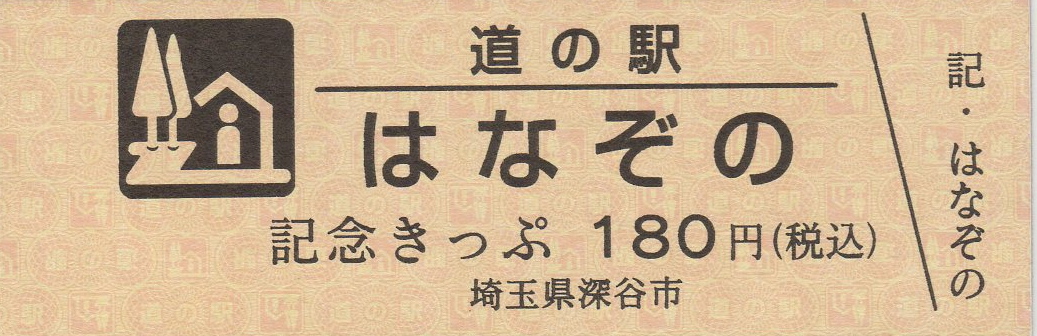 道の駅
はなぞの
記念きっぷ 180円(税込)
埼玉県深谷市
記・はなぞの